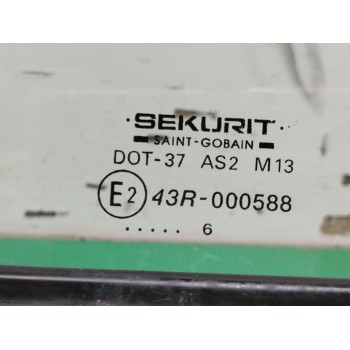 SEKURIT
SAINT-GOBAIN
DOT-37 AS2 M13
E2 43R-000588
..... 6